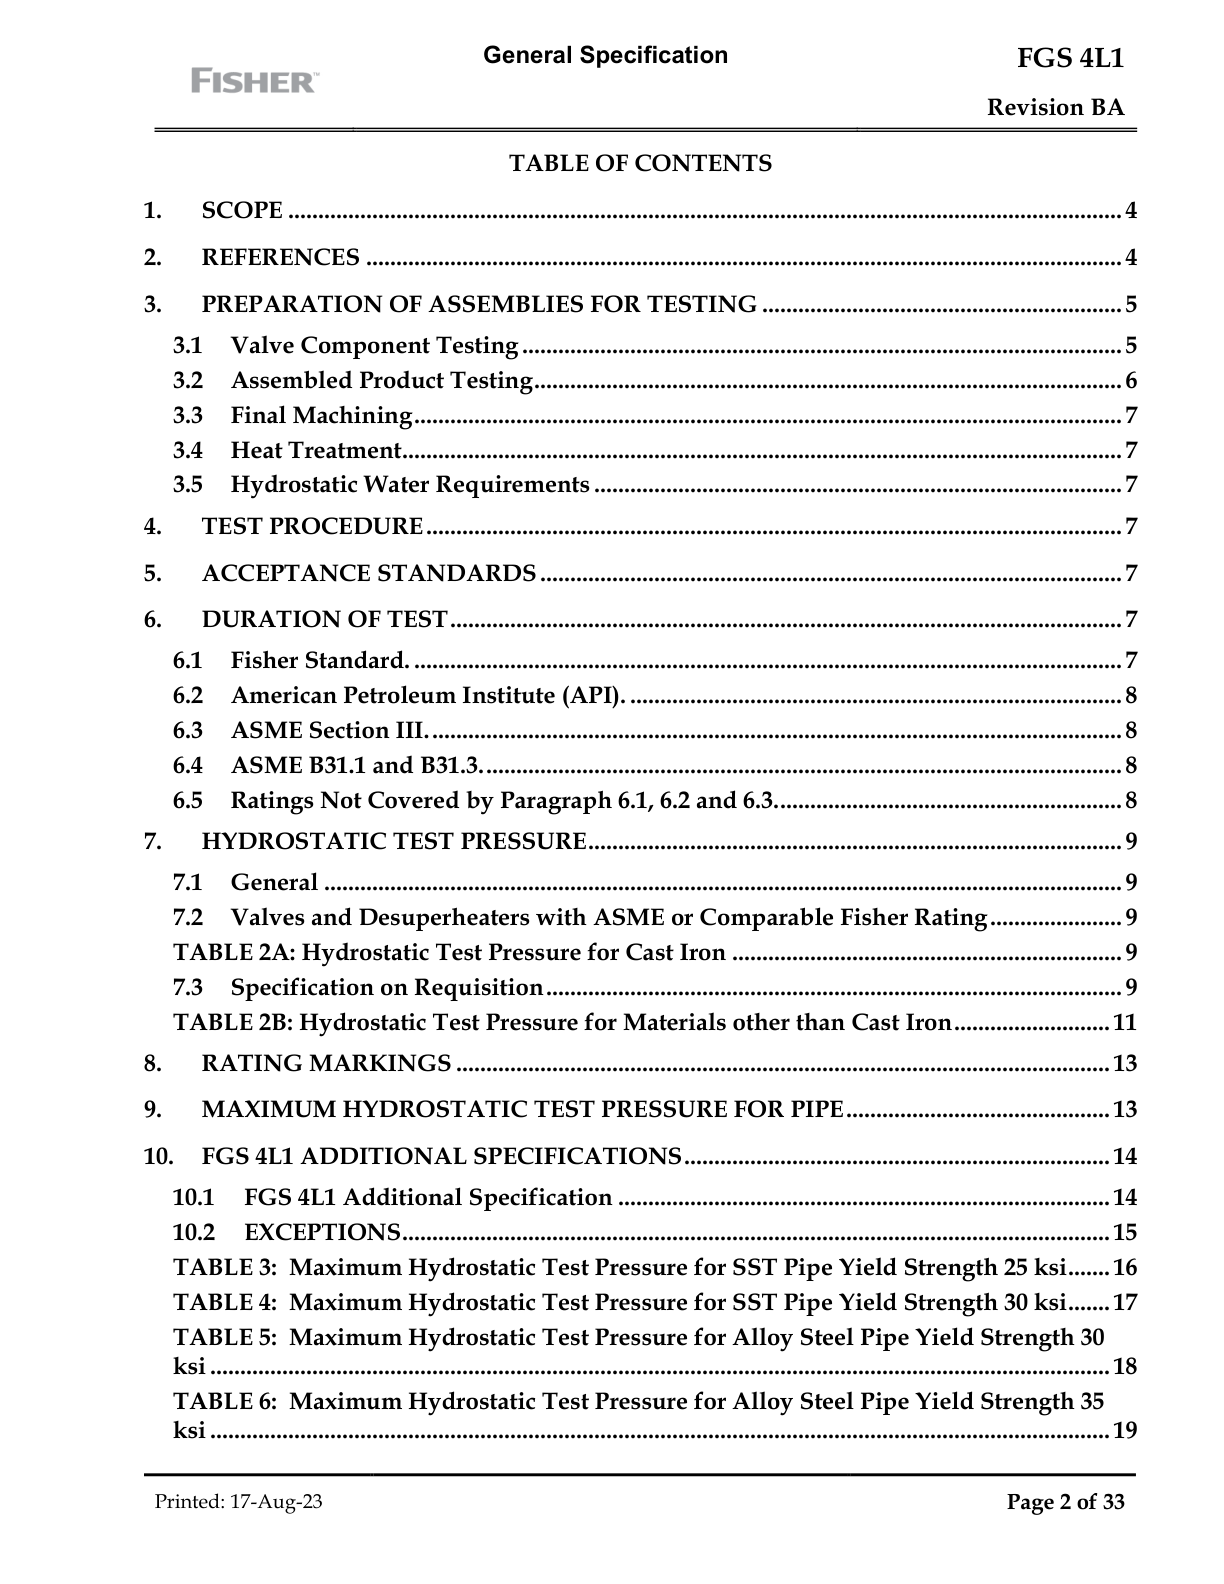 General Specification
FGS 4L1
FISHER™
Revision BA
TABLE OF CONTENTS
1. SCOPE ........ 4
2. REFERENCES ........ 4
3. PREPARATION OF ASSEMBLIES FOR TESTING ........ 5
3.1 Valve Component Testing ........ 5
3.2 Assembled Product Testing ........ 6
3.3 Final Machining ........ 7
3.4 Heat Treatment ........ 7
3.5 Hydrostatic Water Requirements ........ 7
4. TEST PROCEDURE ........ 7
5. ACCEPTANCE STANDARDS ........ 7
6. DURATION OF TEST ........ 7
6.1 Fisher Standard. ........ 7
6.2 American Petroleum Institute (API). ........ 8
6.3 ASME Section III. ........ 8
6.4 ASME B31.1 and B31.3. ........ 8
6.5 Ratings Not Covered by Paragraph 6.1, 6.2 and 6.3. ........ 8
7. HYDROSTATIC TEST PRESSURE ........ 9
7.1 General ........ 9
7.2 Valves and Desuperheaters with ASME or Comparable Fisher Rating ........ 9
TABLE 2A: Hydrostatic Test Pressure for Cast Iron ........ 9
7.3 Specification on Requisition ........ 9
TABLE 2B: Hydrostatic Test Pressure for Materials other than Cast Iron ........ 11
8. RATING MARKINGS ........ 13
9. MAXIMUM HYDROSTATIC TEST PRESSURE FOR PIPE ........ 13
10. FGS 4L1 ADDITIONAL SPECIFICATIONS ........ 14
10.1 FGS 4L1 Additional Specification ........ 14
10.2 EXCEPTIONS ........ 15
TABLE 3: Maximum Hydrostatic Test Pressure for SST Pipe Yield Strength 25 ksi ....... 16
TABLE 4: Maximum Hydrostatic Test Pressure for SST Pipe Yield Strength 30 ksi ....... 17
TABLE 5: Maximum Hydrostatic Test Pressure for Alloy Steel Pipe Yield Strength 30
ksi ........ 18
TABLE 6: Maximum Hydrostatic Test Pressure for Alloy Steel Pipe Yield Strength 35
ksi ........ 19
Printed: 17-Aug-23
Page 2 of 33